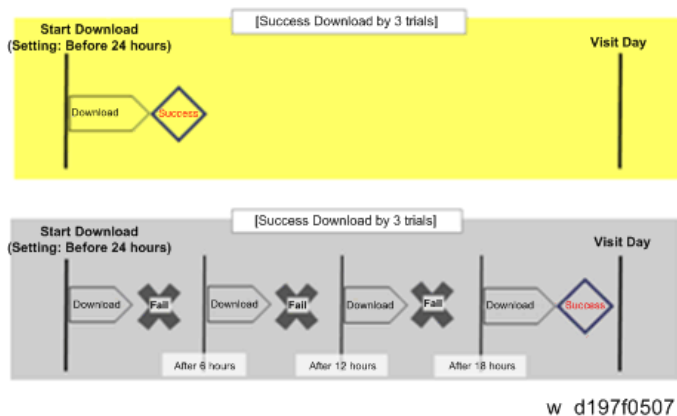 [Success Download by 3 trials]
Start Download
(Setting: Before 24 hours)
Visit Day
Download
Success
[Success Download by 3 trials]
Start Download
(Setting: Before 24 hours)
Visit Day
Download
Fail
Download
Fail
Download
Fail
Download
Success
After 6 hours
After 12 hours
After 18 hours
w_d197f0507